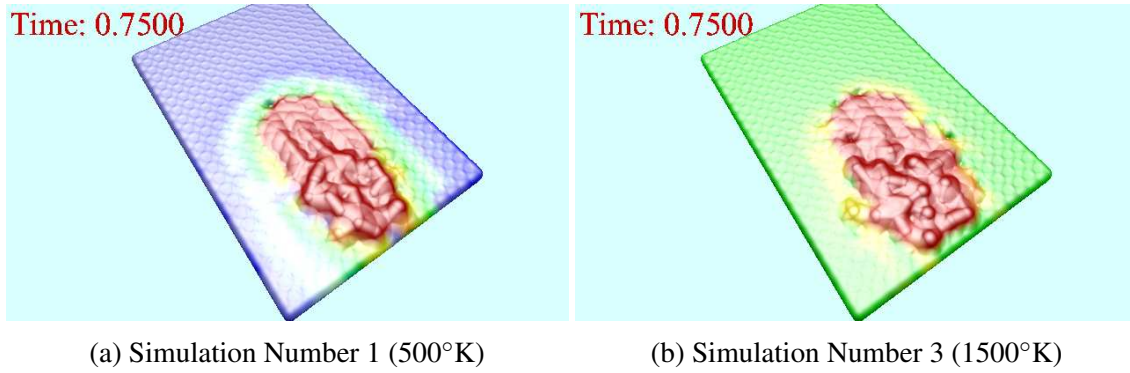 Time: 0.7500
Time: 0.7500
(a) Simulation Number 1 (500°K)
(b) Simulation Number 3 (1500°K)